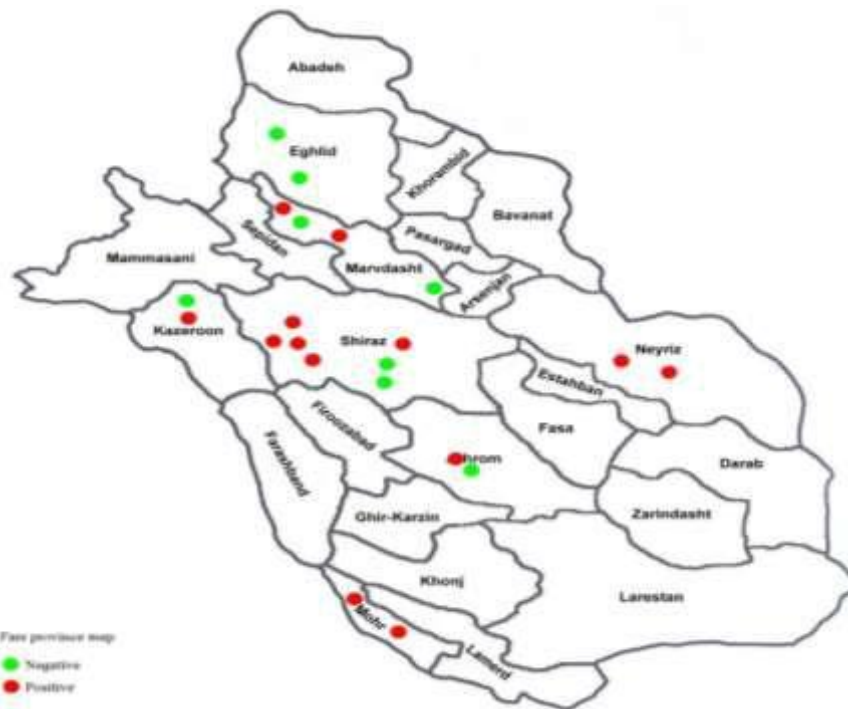 Abadeh
Eghlid
Khorambid
Bavanat
Sepidan
Pasargad
Mammasani
Marvdasht
Arsenjan
Kazeroon
Shiraz
Neyriz
Estahban
Firoozabad
Fasa
Farashband
hrom
Darab
Ghir-Karzin
Zarindasht
Khonj
Larestan
Mohr
Lamerd
Fars province map
Negative
Positive